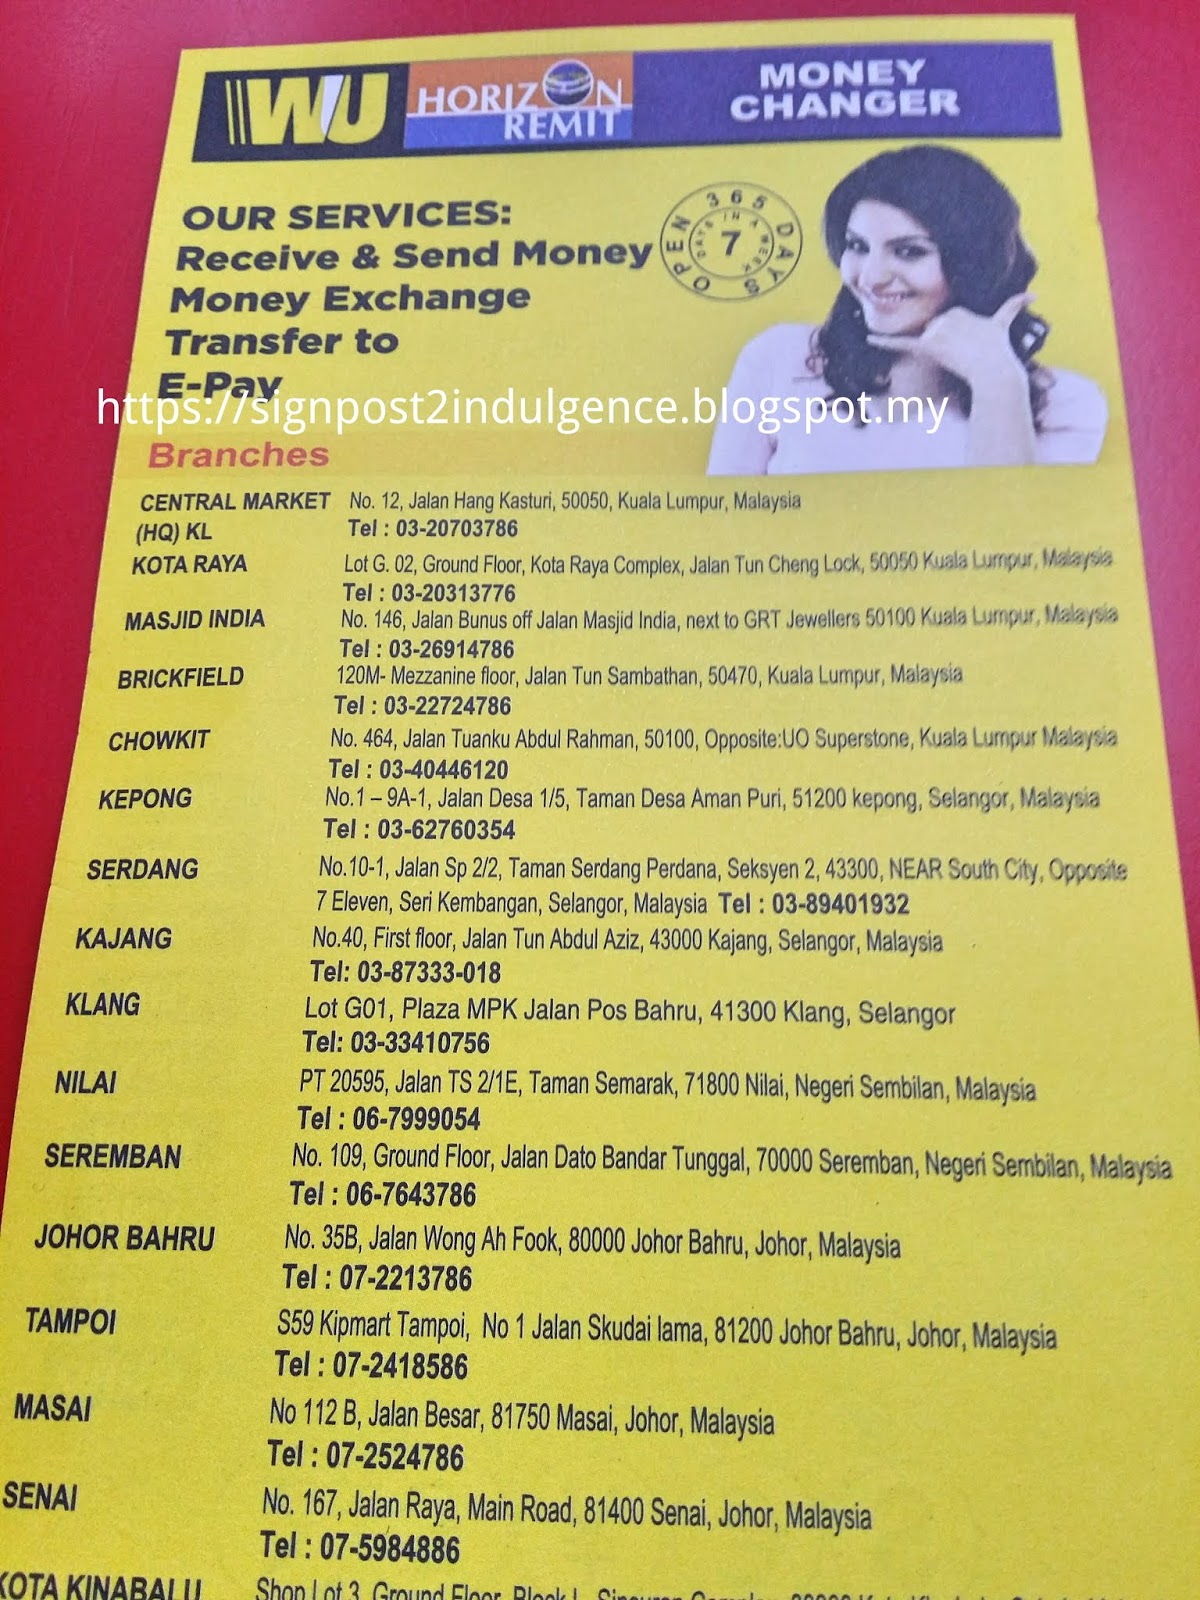 WU HORIZON REMIT MONEY CHANGER
OUR SERVICES:
Receive & Send Money
Money Exchange
Transfer to
E-Pay
OPEN 365 DAYS
7 DAYS IN A WEEK
https://signpost2indulgence.blogspot.my
Branches
CENTRAL MARKET No. 12, Jalan Hang Kasturi, 50050, Kuala Lumpur, Malaysia
(HQ) KL Tel : 03-20703786
KOTA RAYA Lot G. 02, Ground Floor, Kota Raya Complex, Jalan Tun Cheng Lock, 50050 Kuala Lumpur, Malaysia
Tel : 03-20313776
MASJID INDIA No. 146, Jalan Bunus off Jalan Masjid India, next to GRT Jewellers 50100 Kuala Lumpur, Malaysia
Tel : 03-26914786
BRICKFIELD 120M- Mezzanine floor, Jalan Tun Sambathan, 50470, Kuala Lumpur, Malaysia
Tel : 03-22724786
CHOWKIT No. 464, Jalan Tuanku Abdul Rahman, 50100, Opposite:UO Superstone, Kuala Lumpur Malaysia
Tel : 03-40446120
KEPONG No.1 – 9A-1, Jalan Desa 1/5, Taman Desa Aman Puri, 51200 kepong, Selangor, Malaysia
Tel : 03-62760354
SERDANG No.10-1, Jalan Sp 2/2, Taman Serdang Perdana, Seksyen 2, 43300, NEAR South City, Opposite
7 Eleven, Seri Kembangan, Selangor, Malaysia Tel : 03-89401932
KAJANG No.40, First floor, Jalan Tun Abdul Aziz, 43000 Kajang, Selangor, Malaysia
Tel: 03-87333-018
KLANG Lot G01, Plaza MPK Jalan Pos Bahru, 41300 Klang, Selangor
Tel: 03-33410756
NILAI PT 20595, Jalan TS 2/1E, Taman Semarak, 71800 Nilai, Negeri Sembilan, Malaysia
Tel : 06-7999054
SEREMBAN No. 109, Ground Floor, Jalan Dato Bandar Tunggal, 70000 Seremban, Negeri Sembilan, Malaysia
Tel : 06-7643786
JOHOR BAHRU No. 35B, Jalan Wong Ah Fook, 80000 Johor Bahru, Johor, Malaysia
Tel : 07-2213786
TAMPOI S59 Kipmart Tampoi, No 1 Jalan Skudai lama, 81200 Johor Bahru, Johor, Malaysia
Tel : 07-2418586
MASAI No 112 B, Jalan Besar, 81750 Masai, Johor, Malaysia
Tel : 07-2524786
SENAI No. 167, Jalan Raya, Main Road, 81400 Senai, Johor, Malaysia
Tel : 07-5984886
KOTA KINABALU Shop Lot 3, Ground Floor, Block L, Sinsuran Complex,